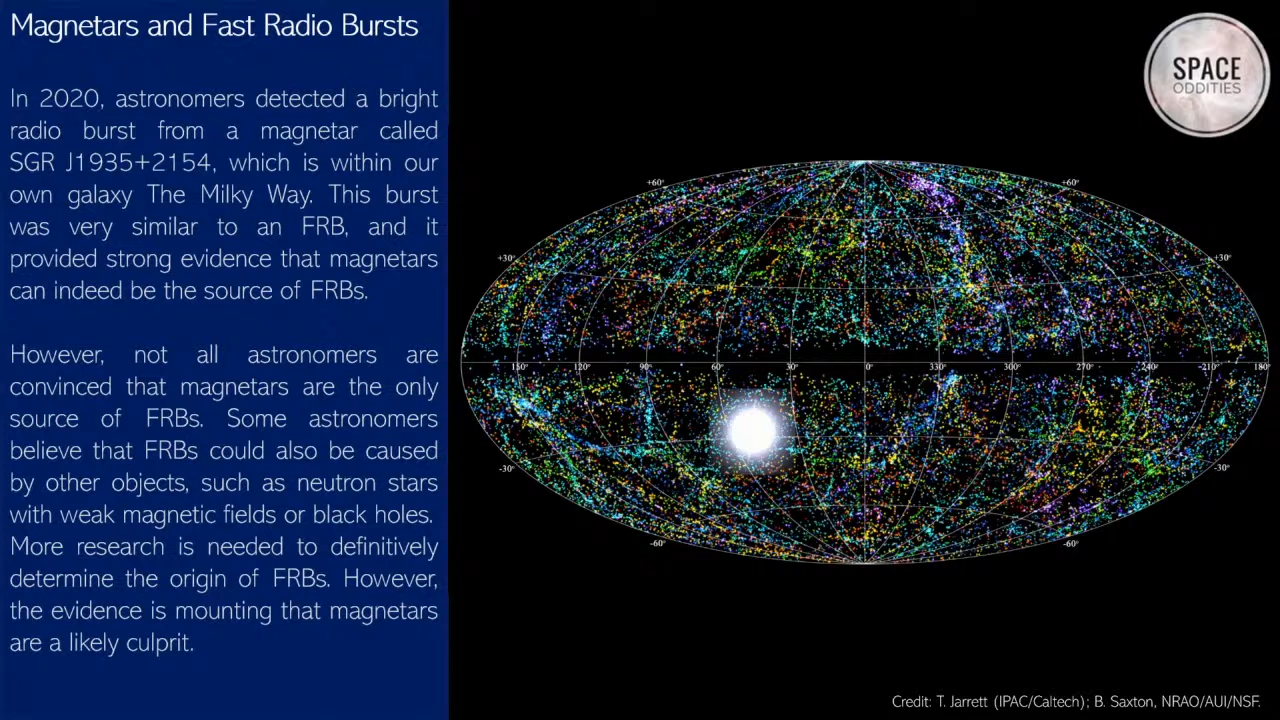 Magnetars and Fast Radio Bursts
SPACE
ODDITIES
In 2020, astronomers detected a bright
radio burst from a magnetar called
SGR J1935+2154, which is within our
own galaxy The Milky Way. This burst
was very similar to an FRB, and it
provided strong evidence that magnetars
can indeed be the source of FRBs.
However, not all astronomers are
convinced that magnetars are the only
source of FRBs. Some astronomers
believe that FRBs could also be caused
by other objects, such as neutron stars
with weak magnetic fields or black holes.
More research is needed to definitively
determine the origin of FRBs. However,
the evidence is mounting that magnetars
are a likely culprit.
+60° +60°
+30° +30°
150° 120° 90° 60° 30° 0° 330° 300° 270° 240° 210° 180°
-30° -30°
-60° -60°
Credit: T. Jarrett (IPAC/Caltech); B. Saxton, NRAO/AUI/NSF.